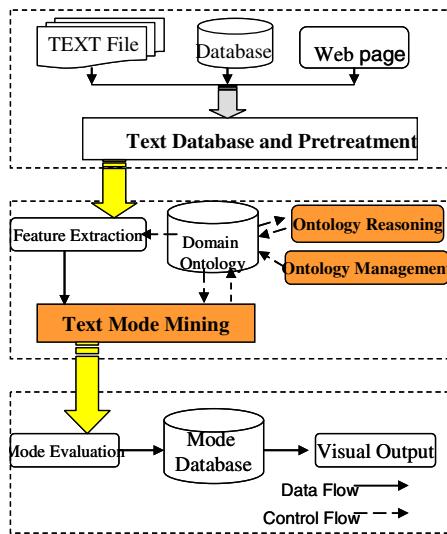 TEXT File
Database
Web page
Text Database and Pretreatment
Feature Extraction
Domain
Ontology
Ontology Reasoning
Ontology Management
Text Mode Mining
Mode Evaluation
Mode
Database
Visual Output
Data Flow
Control Flow